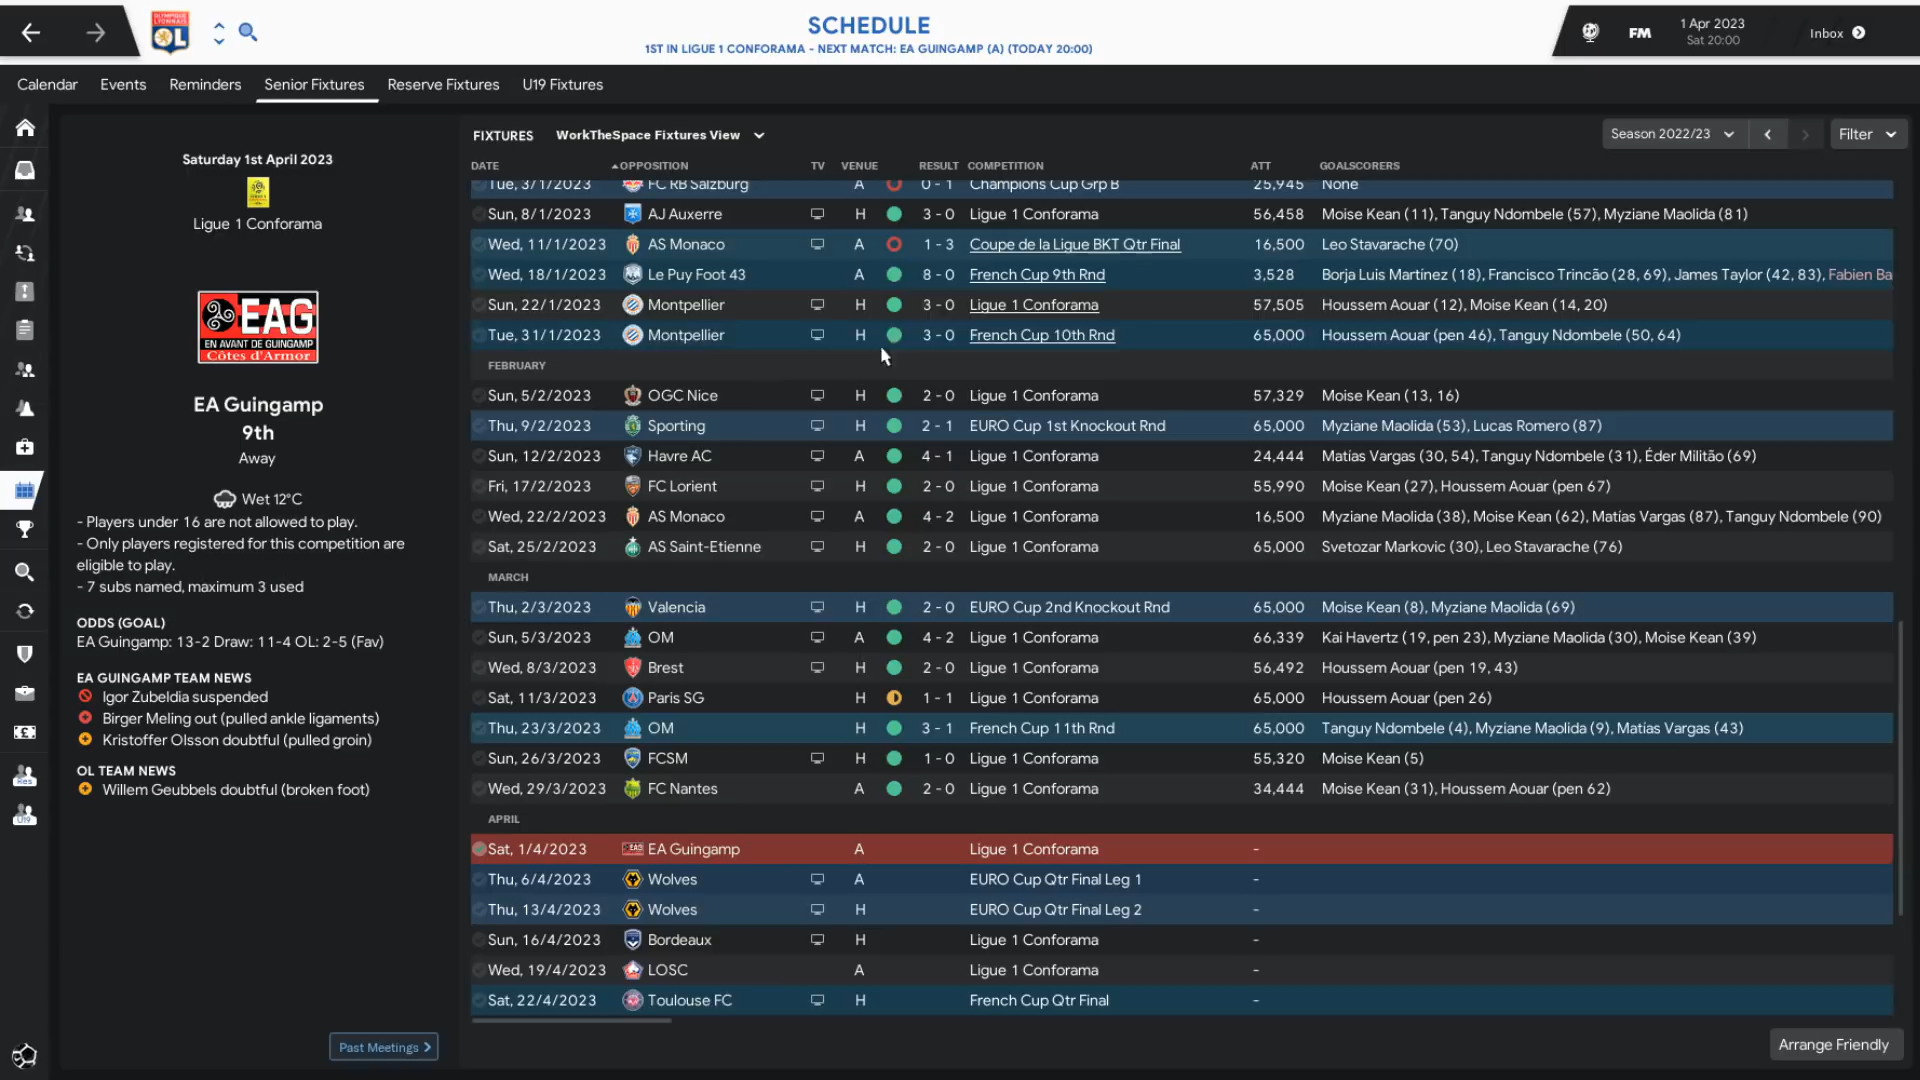 OLYMPIQUE LYONNAIS
OL
SCHEDULE
1ST IN LIGUE 1 CONFORAMA - NEXT MATCH: EA GUINGAMP (A) (TODAY 20:00)
FM
1 Apr 2023
Sat 20:00
Inbox
Calendar Events Reminders Senior Fixtures Reserve Fixtures U19 Fixtures
Saturday 1st April 2023
Ligue 1 Conforama
EAG
EN AVANT DE GUINGAMP
Côtes d'Armor
EA Guingamp
9th
Away
Wet 12°C
- Players under 16 are not allowed to play.
- Only players registered for this competition are
eligible to play.
- 7 subs named, maximum 3 used
ODDS (GOAL)
EA Guingamp: 13-2 Draw: 11-4 OL: 2-5 (Fav)
EA GUINGAMP TEAM NEWS
Igor Zubeldia suspended
Birger Meling out (pulled ankle ligaments)
Kristoffer Olsson doubtful (pulled groin)
OL TEAM NEWS
Willem Geubbels doubtful (broken foot)
Past Meetings
FIXTURES WorkTheSpace Fixtures View Season 2022/23 Filter
DATE OPPOSITION TV VENUE RESULT COMPETITION ATT GOALSCORERS
Tue, 3/1/2023 FC RB Salzburg A 0 - 1 Champions Cup Grp B 25,945 None
Sun, 8/1/2023 AJ Auxerre H 3 - 0 Ligue 1 Conforama 56,458 Moise Kean (11), Tanguy Ndombele (57), Myziane Maolida (81)
Wed, 11/1/2023 AS Monaco A 1 - 3 Coupe de la Ligue BKT Qtr Final 16,500 Leo Stavarache (70)
Wed, 18/1/2023 Le Puy Foot 43 A 8 - 0 French Cup 9th Rnd 3,528 Borja Luis Martínez (18), Francisco Trincão (28, 69), James Taylor (42, 83), Fabien Ba
Sun, 22/1/2023 Montpellier H 3 - 0 Ligue 1 Conforama 57,505 Houssem Aouar (12), Moise Kean (14, 20)
Tue, 31/1/2023 Montpellier H 3 - 0 French Cup 10th Rnd 65,000 Houssem Aouar (pen 46), Tanguy Ndombele (50, 64)
FEBRUARY
Sun, 5/2/2023 OGC Nice H 2 - 0 Ligue 1 Conforama 57,329 Moise Kean (13, 16)
Thu, 9/2/2023 Sporting H 2 - 1 EURO Cup 1st Knockout Rnd 65,000 Myziane Maolida (53), Lucas Romero (87)
Sun, 12/2/2023 Havre AC A 4 - 1 Ligue 1 Conforama 24,444 Matías Vargas (30, 54), Tanguy Ndombele (31), Éder Militão (69)
Fri, 17/2/2023 FC Lorient H 2 - 0 Ligue 1 Conforama 55,990 Moise Kean (27), Houssem Aouar (pen 67)
Wed, 22/2/2023 AS Monaco A 4 - 2 Ligue 1 Conforama 16,500 Myziane Maolida (38), Moise Kean (62), Matías Vargas (87), Tanguy Ndombele (90)
Sat, 25/2/2023 AS Saint-Etienne H 2 - 0 Ligue 1 Conforama 65,000 Svetozar Markovic (30), Leo Stavarache (76)
MARCH
Thu, 2/3/2023 Valencia H 2 - 0 EURO Cup 2nd Knockout Rnd 65,000 Moise Kean (8), Myziane Maolida (69)
Sun, 5/3/2023 OM A 4 - 2 Ligue 1 Conforama 66,339 Kai Havertz (19, pen 23), Myziane Maolida (30), Moise Kean (39)
Wed, 8/3/2023 Brest H 2 - 0 Ligue 1 Conforama 56,492 Houssem Aouar (pen 19, 43)
Sat, 11/3/2023 Paris SG H 1 - 1 Ligue 1 Conforama 65,000 Houssem Aouar (pen 26)
Thu, 23/3/2023 OM H 3 - 1 French Cup 11th Rnd 65,000 Tanguy Ndombele (4), Myziane Maolida (9), Matías Vargas (43)
Sun, 26/3/2023 FCSM H 1 - 0 Ligue 1 Conforama 55,320 Moise Kean (5)
Wed, 29/3/2023 FC Nantes A 2 - 0 Ligue 1 Conforama 34,444 Moise Kean (31), Houssem Aouar (pen 62)
APRIL
Sat, 1/4/2023 EA Guingamp A Ligue 1 Conforama -
Thu, 6/4/2023 Wolves A EURO Cup Qtr Final Leg 1 -
Thu, 13/4/2023 Wolves H EURO Cup Qtr Final Leg 2 -
Sun, 16/4/2023 Bordeaux H Ligue 1 Conforama -
Wed, 19/4/2023 LOSC A Ligue 1 Conforama -
Sat, 22/4/2023 Toulouse FC H French Cup Qtr Final -
Arrange Friendly